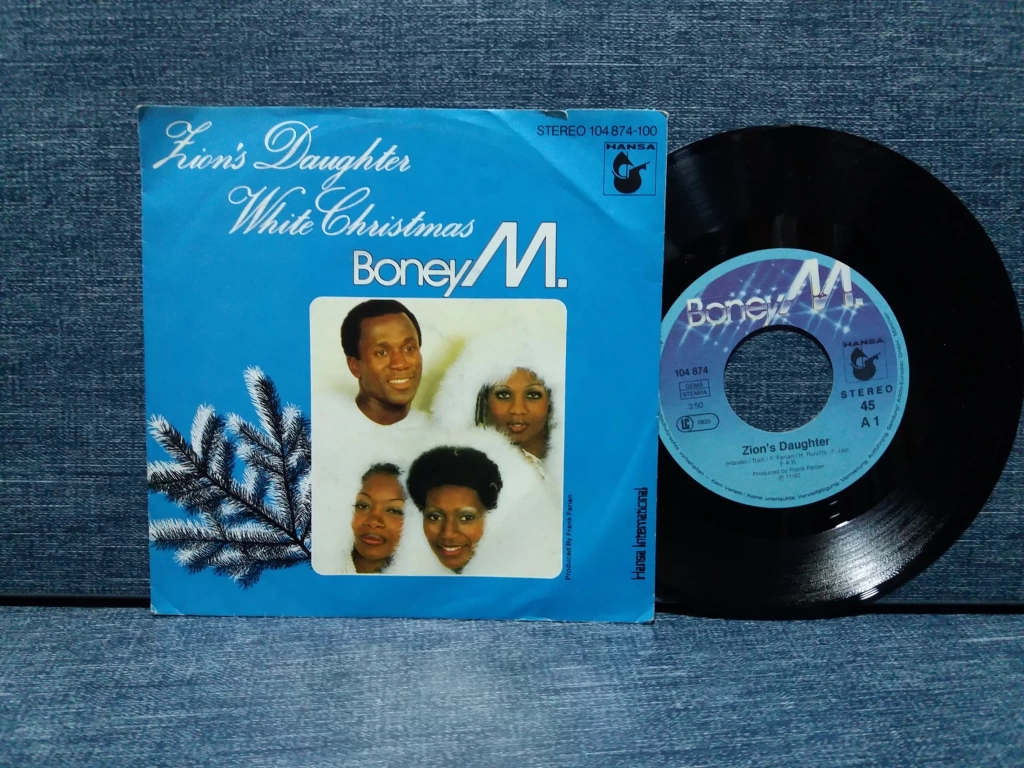 Zion's Daughter
White Christmas
Boney M.
STEREO 104 874-100
HANSA
Produced By Frank Farian
Hansa International
Boney M.
HANSA
104 874
GEMA
STEMRA
3:50
LC
STEREO
45
A 1
Zion's Daughter
Produced by Frank Farian